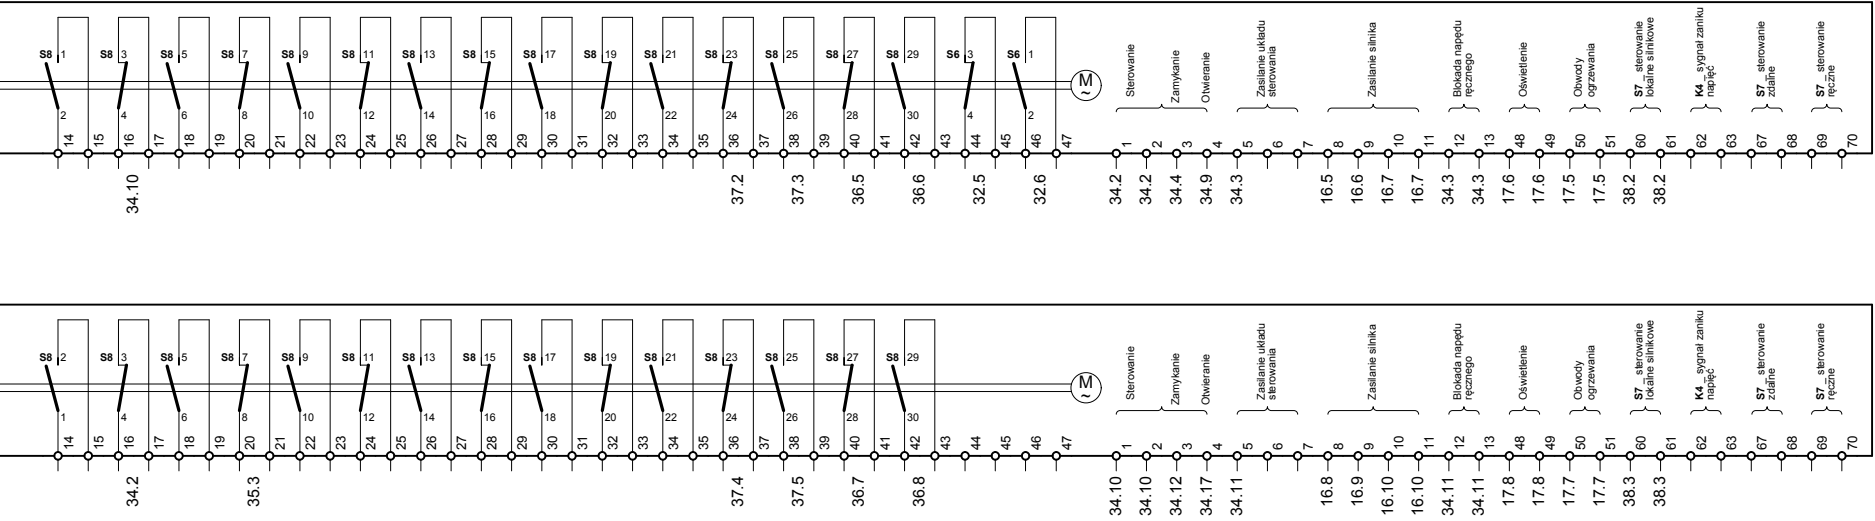 S8 1 S8 3 S8 5 S8 7 S8 9 S8 11 S8 13 S8 15 S8 17 S8 19 S8 21 S8 23 S8 25 S8 27 S8 29 S6 3 S6 1
M
~
2 4 6 8 10 12 14 16 18 20 22 24 26 28 30 4 2
Sterowanie
Zamykanie
Otwieranie
Zasilanie układu
sterowania
Zasilanie silnika
Blokada napędu
ręcznego
Oświetlenie
Obwody
ogrzewania
S7_ sterowanie
lokalne silnikowe
K4_ sygnał zaniku
napięć
S7_ sterowanie
zdalne
S7_ sterowanie
ręczne
14 15 16 17 18 19 20 21 22 23 24 25 26 27 28 29 30 31 32 33 34 35 36 37 38 39 40 41 42 43 44 45 46 47 1 2 3 4 5 6 7 8 9 10 11 12 13 48 49 50 51 60 61 62 63 67 68 69 70
34.10 37.2 37.3 36.5 36.6 32.5 32.6 34.2 34.2 34.4 34.9 34.3 16.5 16.6 16.7 16.7 34.3 34.3 17.6 17.6 17.5 17.5 38.2 38.2
S8 2 S8 3 S8 5 S8 7 S8 9 S8 11 S8 13 S8 15 S8 17 S8 19 S8 21 S8 23 S8 25 S8 27 S8 29
M
~
1 4 6 8 10 12 14 16 18 20 22 24 26 28 30
Sterowanie
Zamykanie
Otwieranie
Zasilanie układu
sterowania
Zasilanie silnika
Blokada napędu
ręcznego
Oświetlenie
Obwody
ogrzewania
S7_ sterowanie
lokalne silnikowe
K4_ sygnał zaniku
napięć
S7_ sterowanie
zdalne
S7_ sterowanie
ręczne
14 15 16 17 18 19 20 21 22 23 24 25 26 27 28 29 30 31 32 33 34 35 36 37 38 39 40 41 42 43 44 45 46 47 1 2 3 4 5 6 7 8 9 10 11 12 13 48 49 50 51 60 61 62 63 67 68 69 70
34.2 35.3 37.4 37.5 36.7 36.8 34.10 34.10 34.12 34.17 34.11 16.8 16.9 16.10 16.10 34.11 34.11 17.8 17.8 17.7 17.7 38.3 38.3